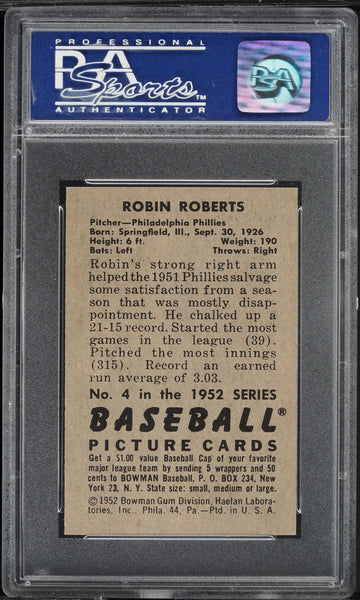 PROFESSIONAL
PSA
Sports™
AUTHENTICATOR
PSA
ROBIN ROBERTS
Pitcher—Philadelphia Phillies
Born: Springfield, Ill., Sept. 30, 1926
Height: 6 ft. Weight: 190
Bats: Left Throws: Right
Robin's strong right arm
helped the 1951 Phillies salvage
some satisfaction from a sea-
son that was mostly disap-
pointment. He chalked up a
21-15 record. Started the most
games in the league (39).
Pitched the most innings
(315). Record an earned
run average of 3.03.
No. 4 in the 1952 SERIES
BASEBALL®
PICTURE CARDS
Get a $1.00 value Baseball Cap of your favorite
major league team by sending 5 wrappers and 50
cents to BOWMAN Baseball, P. O. BOX 234, New
York 23, N. Y. State size: small, medium or large.
©1952 Bowman Gum Division, Haelan Labora-
tories, Inc., Phila. 44, Pa.—Ptd. in U. S. A.